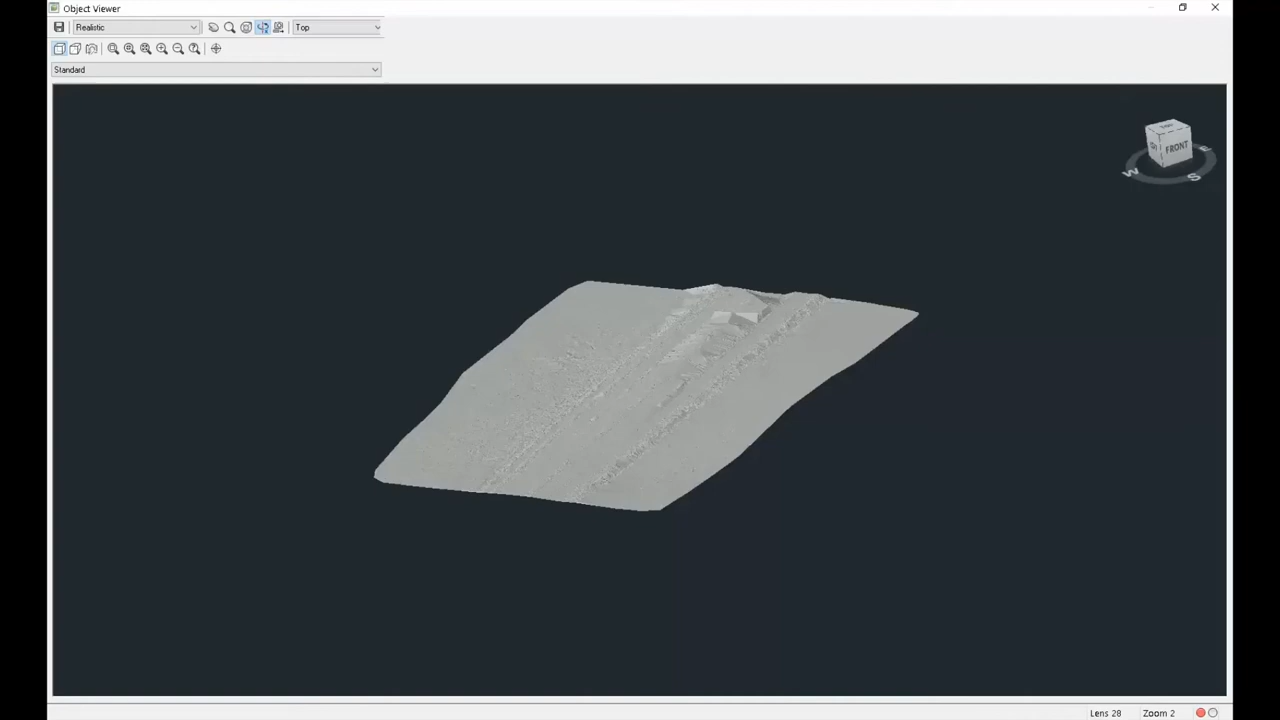 Object Viewer
Realistic
Top
Standard
FRONT
W
S
E
Lens 28
Zoom 2